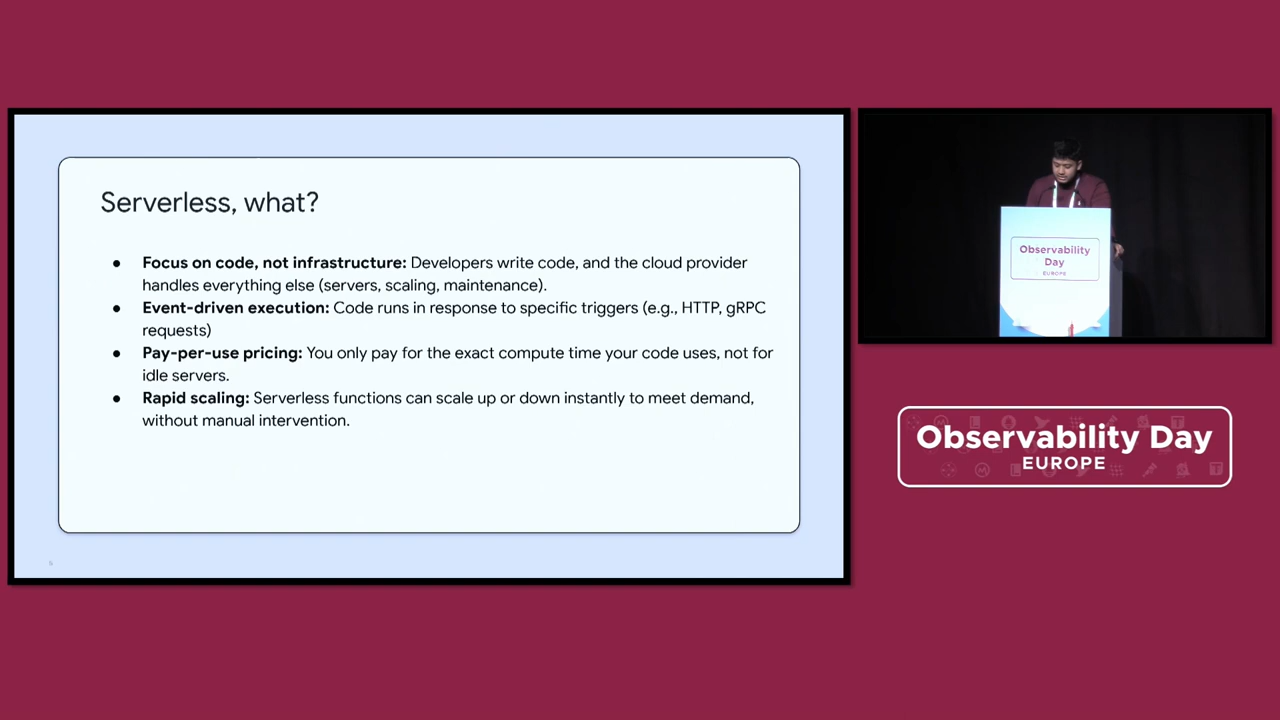 Serverless, what?
● Focus on code, not infrastructure: Developers write code, and the cloud provider
handles everything else (servers, scaling, maintenance).
● Event-driven execution: Code runs in response to specific triggers (e.g., HTTP, gRPC
requests)
● Pay-per-use pricing: You only pay for the exact compute time your code uses, not for
idle servers.
● Rapid scaling: Serverless functions can scale up or down instantly to meet demand,
without manual intervention.
Observability
Day
EUROPE
Observability Day
EUROPE